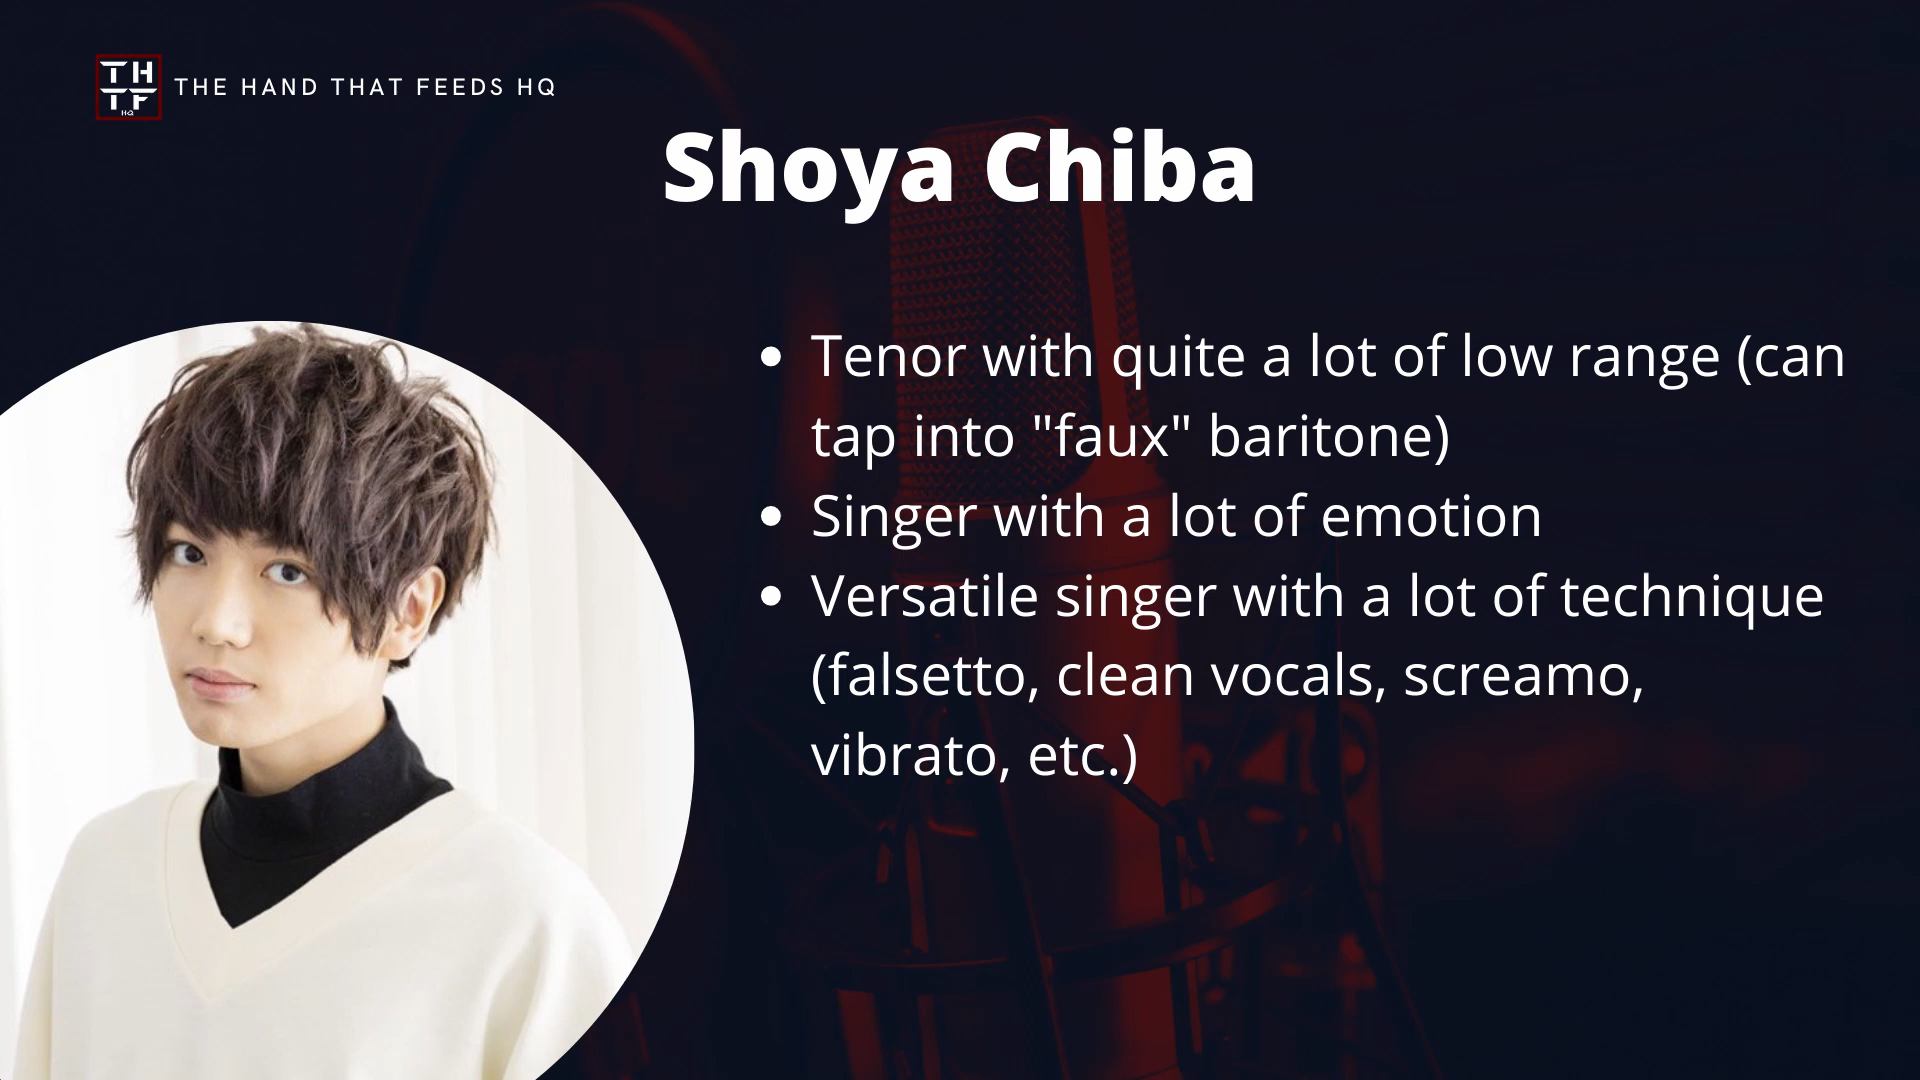 TH
TF
HQ
THE HAND THAT FEEDS HQ
Shoya Chiba
• Tenor with quite a lot of low range (can
tap into "faux" baritone)
• Singer with a lot of emotion
• Versatile singer with a lot of technique
(falsetto, clean vocals, screamo,
vibrato, etc.)